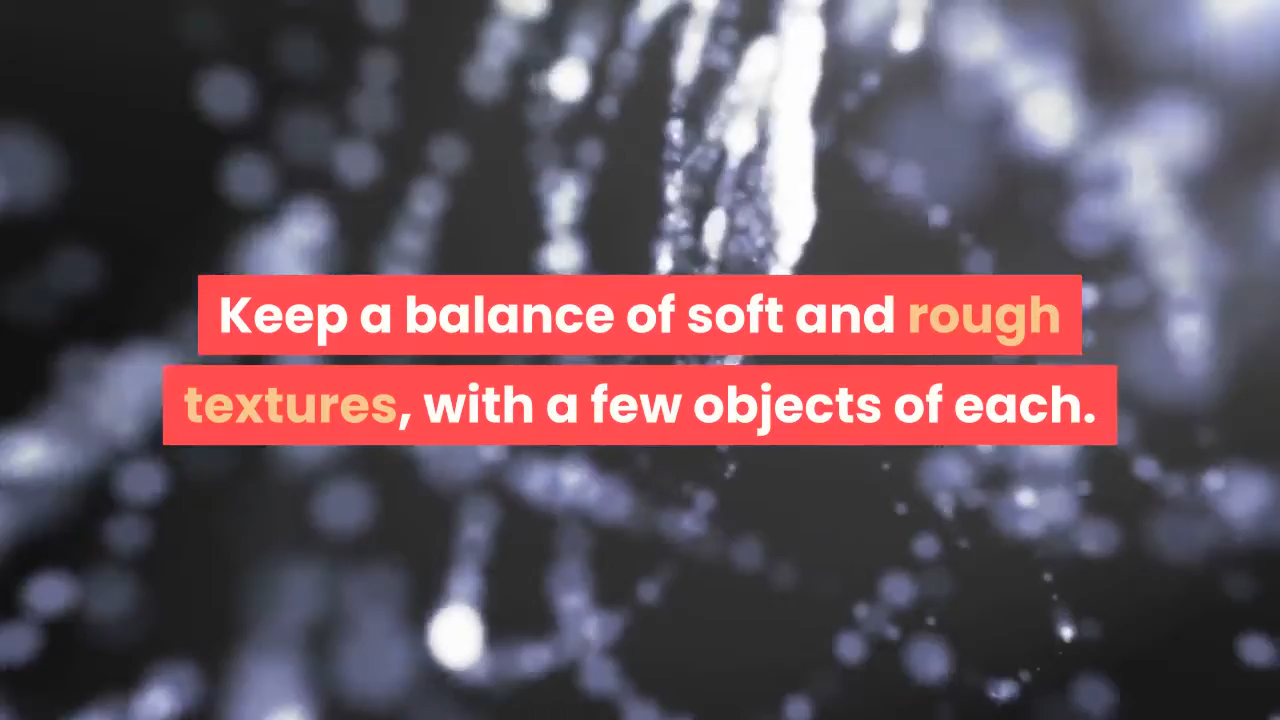 Keep a balance of soft and rough
textures, with a few objects of each.